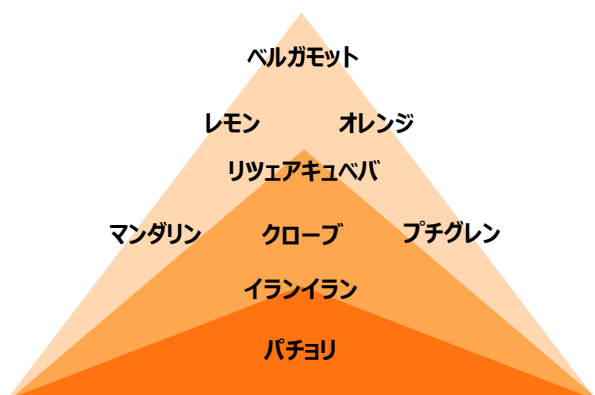 ベルガモット
レモン オレンジ
リツェアキュベバ
マンダリン クローブ プチグレン
イランイラン
パチョリ